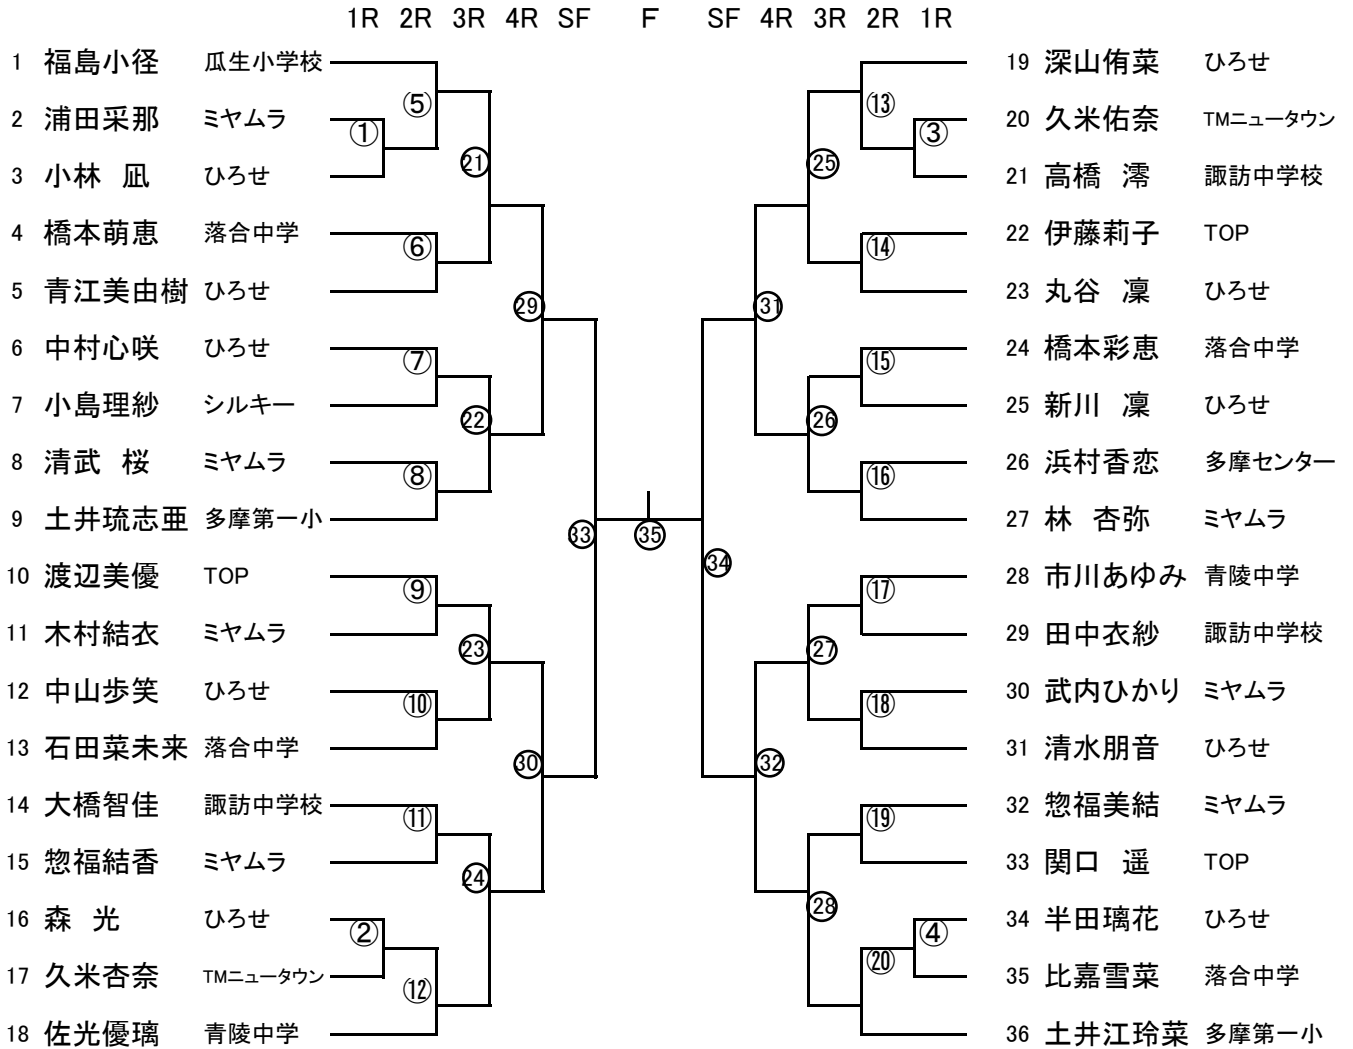 1R 2R 3R 4R SF F SF 4R 3R 2R 1R
1 福島小径 瓜生小学校 19 深山侑菜 ひろせ
⑤ ⑬
2 浦田采那 ミヤムラ ① ③ 20 久米佑奈 TMニュータウン
㉑ ㉕
3 小林 凪 ひろせ 21 高橋 澪 諏訪中学校
4 橋本萌恵 落合中学 ⑥ ⑭ 22 伊藤莉子 TOP
5 青江美由樹 ひろせ 23 丸谷 凜 ひろせ
㉙ ㉛
6 中村心咲 ひろせ ⑦ ⑮ 24 橋本彩恵 落合中学
7 小島理紗 シルキー 25 新川 凜 ひろせ
㉒ ㉖
8 清武 桜 ミヤムラ ⑧ ⑯ 26 浜村香恋 多摩センター
9 土井琉志亜 多摩第一小 27 林 杏弥 ミヤムラ
㉝ ㉟
㉞
10 渡辺美優 TOP ⑨ ⑰ 28 市川あゆみ 青陵中学
11 木村結衣 ミヤムラ 29 田中衣紗 諏訪中学校
㉓ ㉗
12 中山歩笑 ひろせ ⑩ ⑱ 30 武内ひかり ミヤムラ
13 石田菜未来 落合中学 31 清水朋音 ひろせ
㉚ ㉜
14 大橋智佳 諏訪中学校 ⑪ ⑲ 32 惣福美結 ミヤムラ
15 惣福結香 ミヤムラ 33 関口 遥 TOP
㉔ ㉘
16 森 光 ひろせ ② ④ 34 半田璃花 ひろせ
17 久米杏奈 TMニュータウン ⑫ ⑳ 35 比嘉雪菜 落合中学
18 佐光優璃 青陵中学 36 土井江玲菜 多摩第一小